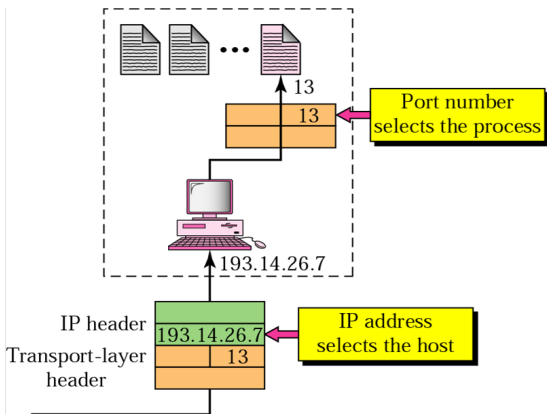 13
13
Port number
selects the process
193.14.26.7
IP header
193.14.26.7
IP address
selects the host
Transport-layer
header
13